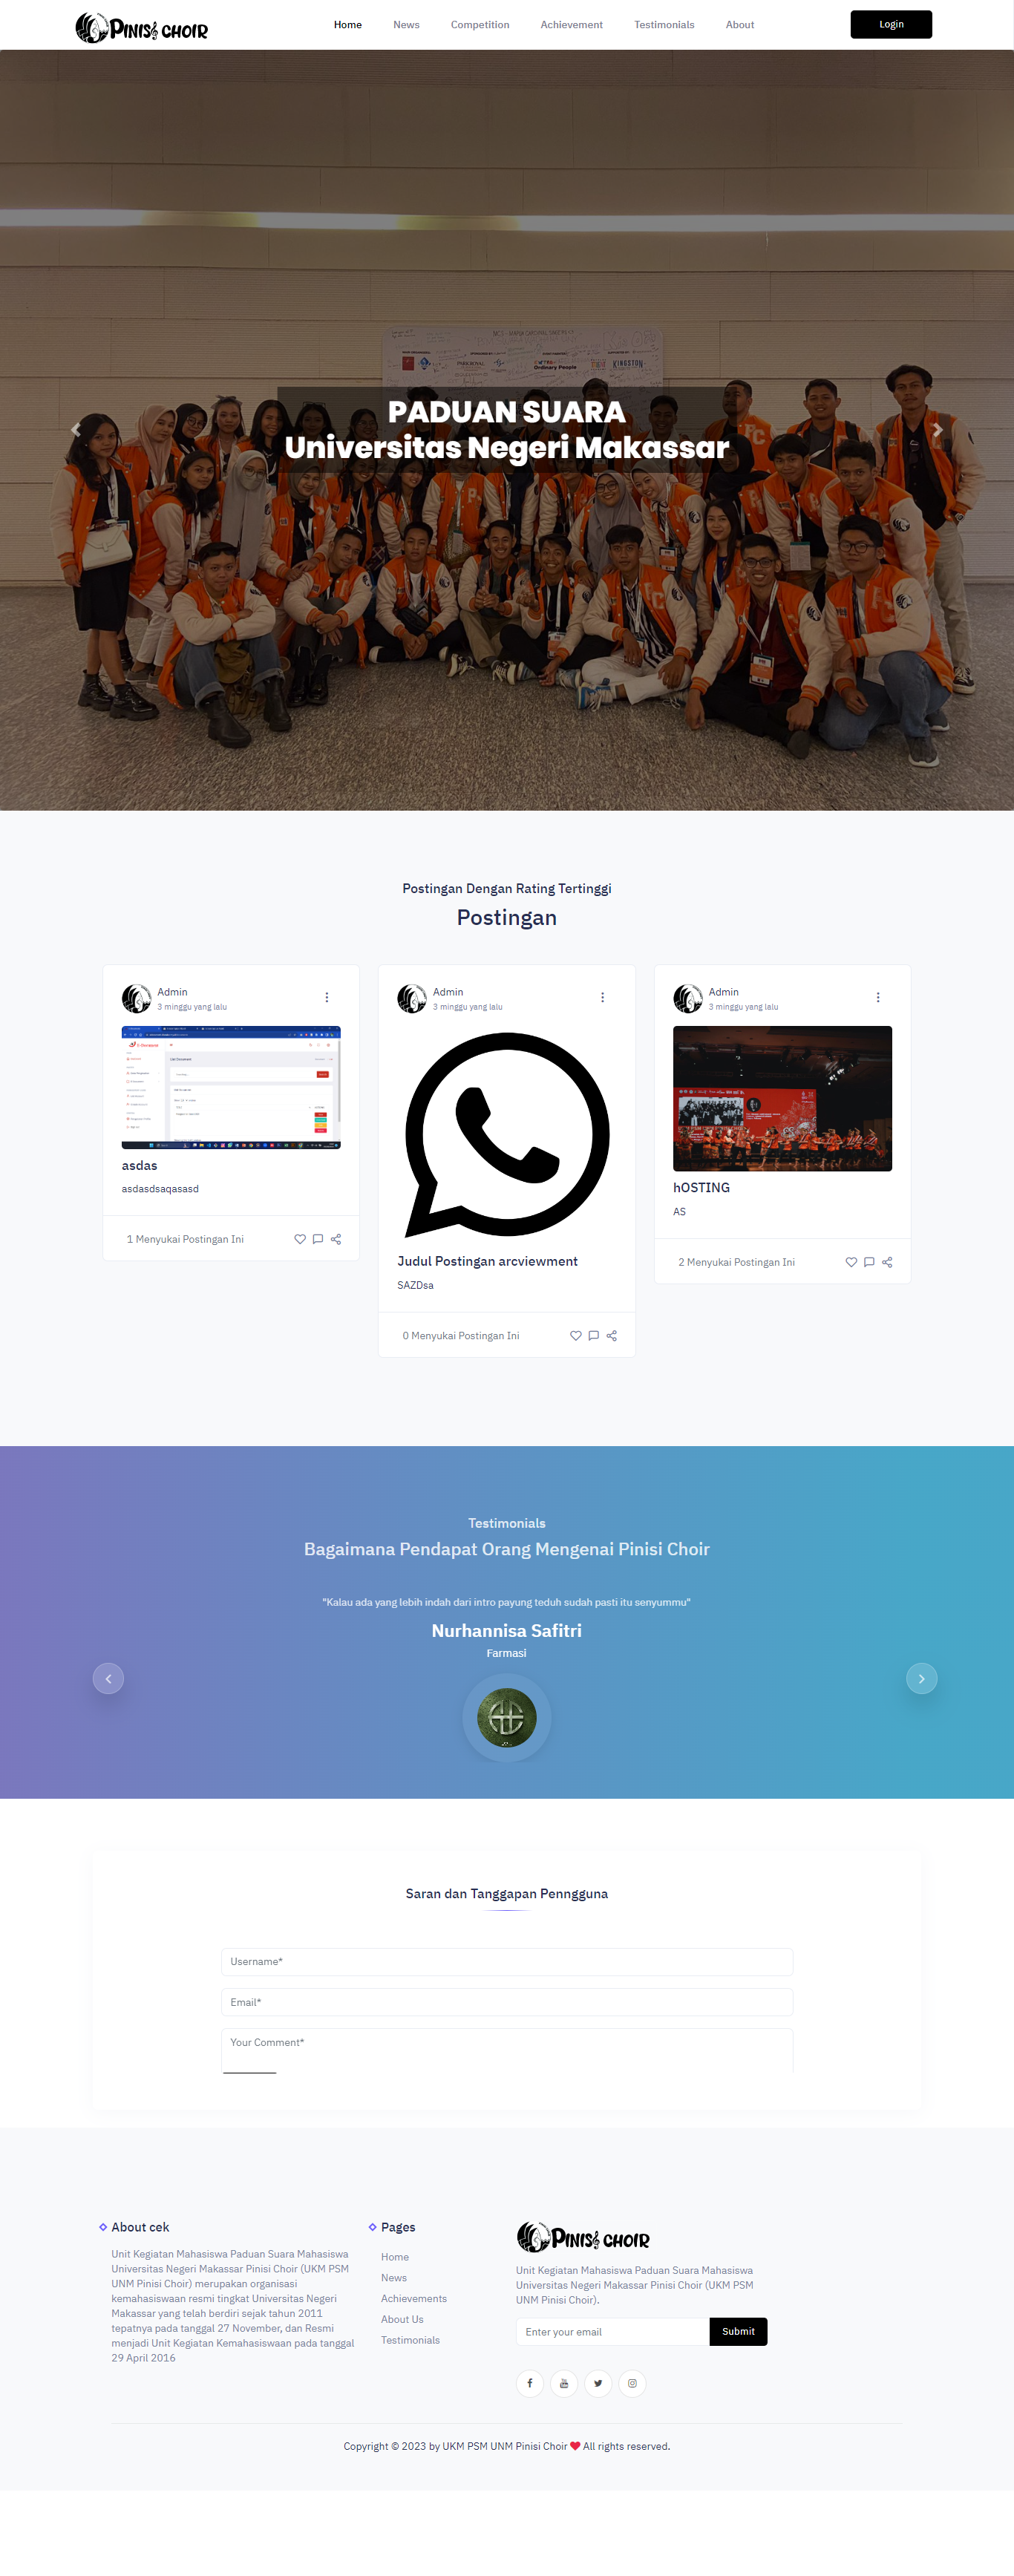 PINISI CHOIR
Home News Competition Achievement Testimonials About
Login
Ordinary People
KINGSTON
PADUAN SUARA
Universitas Negeri Makassar
Postingan Dengan Rating Tertinggi
Postingan
Admin
3 minggu yang lalu
asdas
asdasdsaqasasd
1 Menyukai Postingan Ini
Admin
3 minggu yang lalu
Judul Postingan arcviewment
SAZDsa
0 Menyukai Postingan Ini
Admin
3 minggu yang lalu
hOSTING
AS
2 Menyukai Postingan Ini
Testimonials
Bagaimana Pendapat Orang Mengenai Pinisi Choir
"Kalau ada yang lebih indah dari intro payung teduh sudah pasti itu senyummu"
Nurhannisa Safitri
Farmasi
Saran dan Tanggapan Penngguna
Username*
Email*
Your Comment*
About cek
Unit Kegiatan Mahasiswa Paduan Suara Mahasiswa
Universitas Negeri Makassar Pinisi Choir (UKM PSM
UNM Pinisi Choir) merupakan organisasi
kemahasiswaan resmi tingkat Universitas Negeri
Makassar yang telah berdiri sejak tahun 2011
tepatnya pada tanggal 27 November, dan Resmi
menjadi Unit Kegiatan Kemahasiswaan pada tanggal
29 April 2016
Pages
Home
News
Achievements
About Us
Testimonials
PINISI CHOIR
Unit Kegiatan Mahasiswa Paduan Suara Mahasiswa
Universitas Negeri Makassar Pinisi Choir (UKM PSM
UNM Pinisi Choir).
Enter your email
Submit
Copyright © 2023 by UKM PSM UNM Pinisi Choir ❤ All rights reserved.